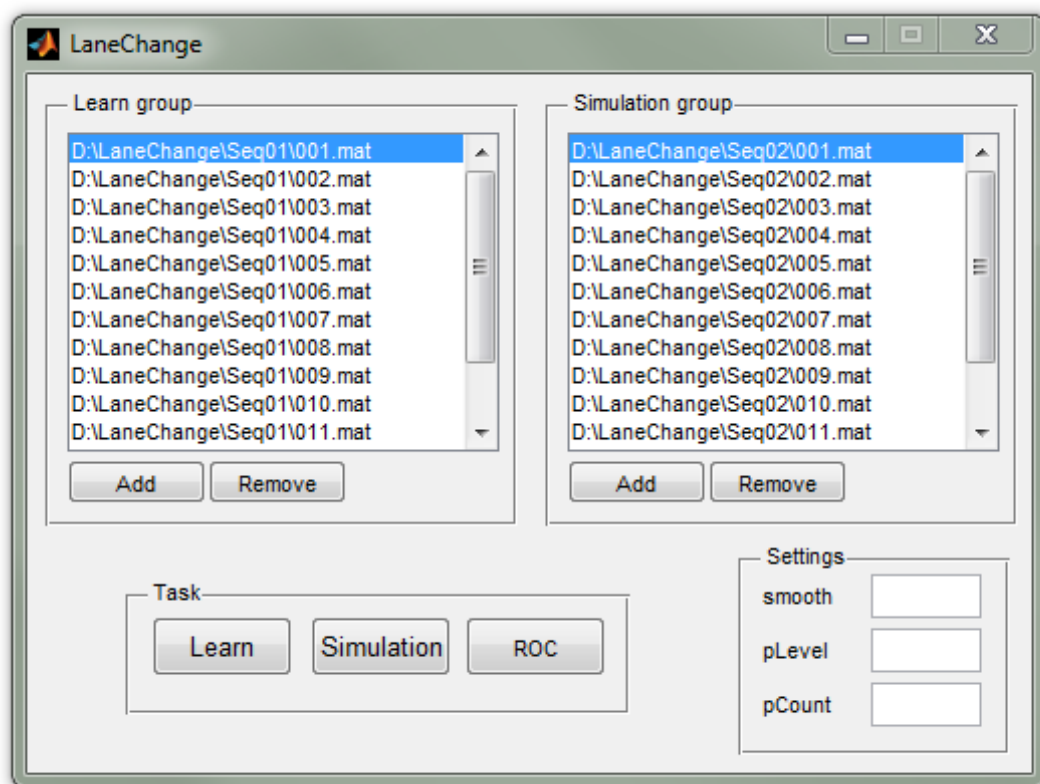 LaneChange
Learn group
D:\LaneChange\Seq01\001.mat
D:\LaneChange\Seq01\002.mat
D:\LaneChange\Seq01\003.mat
D:\LaneChange\Seq01\004.mat
D:\LaneChange\Seq01\005.mat
D:\LaneChange\Seq01\006.mat
D:\LaneChange\Seq01\007.mat
D:\LaneChange\Seq01\008.mat
D:\LaneChange\Seq01\009.mat
D:\LaneChange\Seq01\010.mat
D:\LaneChange\Seq01\011.mat
Add Remove
Simulation group
D:\LaneChange\Seq02\001.mat
D:\LaneChange\Seq02\002.mat
D:\LaneChange\Seq02\003.mat
D:\LaneChange\Seq02\004.mat
D:\LaneChange\Seq02\005.mat
D:\LaneChange\Seq02\006.mat
D:\LaneChange\Seq02\007.mat
D:\LaneChange\Seq02\008.mat
D:\LaneChange\Seq02\009.mat
D:\LaneChange\Seq02\010.mat
D:\LaneChange\Seq02\011.mat
Add Remove
Task
Learn Simulation ROC
Settings
smooth
pLevel
pCount